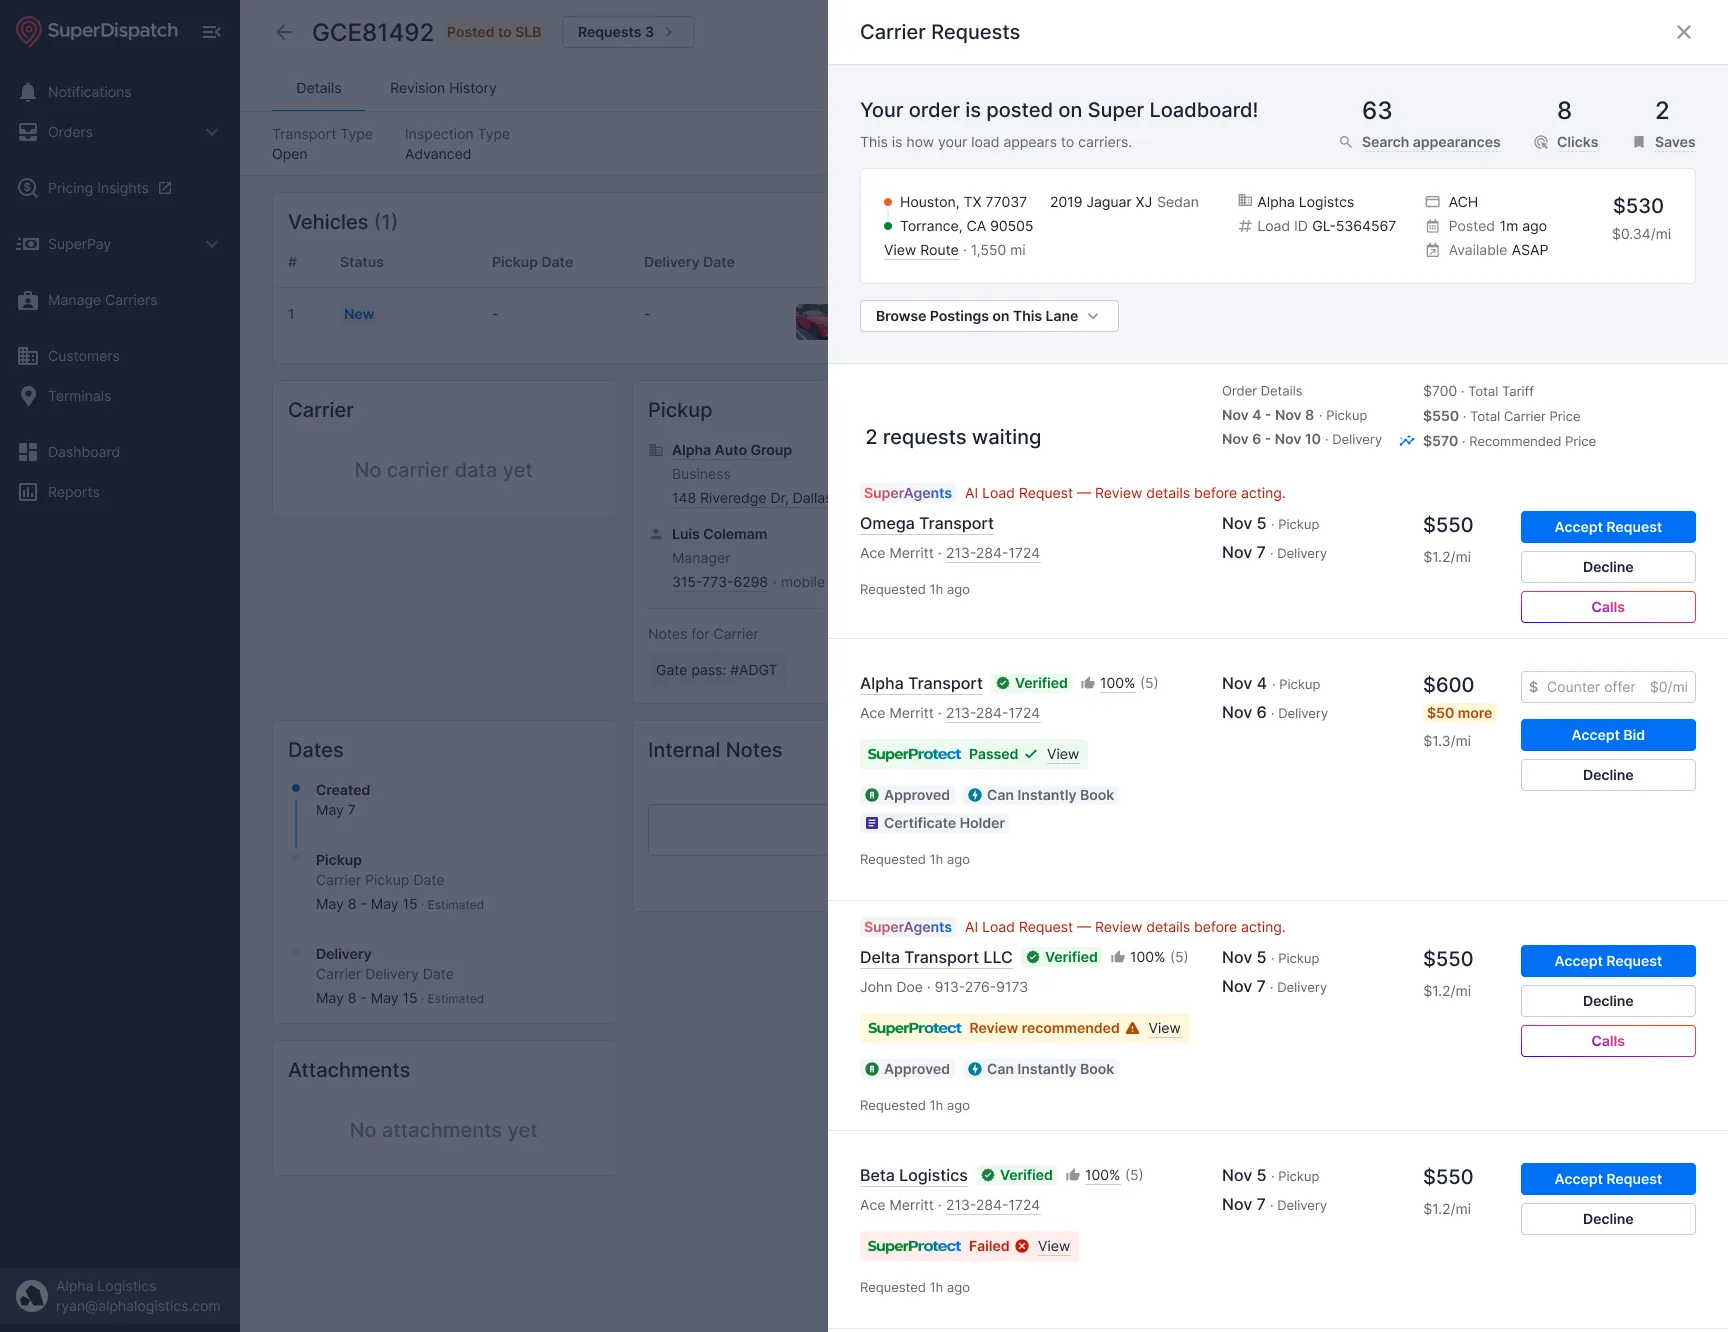 SuperDispatch
Notifications
Orders
Pricing Insights
SuperPay
Manage Carriers
Customers
Terminals
Dashboard
Reports
Alpha Logistics
ryan@alphalogistics.com
GCE81492 Posted to SLB Requests 3
Details Revision History
Transport Type Inspection Type
Open Advanced
Vehicles (1)
# Status Pickup Date Delivery Date
1 New - -
Carrier
No carrier data yet
Pickup
Alpha Auto Group
Business
148 Riveredge Dr, Dallas
Luis Colemam
Manager
315-773-6298 · mobile
Notes for Carrier
Gate pass: #ADGT
Dates
Created
May 7
Pickup
Carrier Pickup Date
May 8 - May 15 · Estimated
Delivery
Carrier Delivery Date
May 8 - May 15 · Estimated
Internal Notes
Attachments
No attachments yet
Carrier Requests
Your order is posted on Super Loadboard! 63 8 2
This is how your load appears to carriers. Search appearances Clicks Saves
Houston, TX 77037 2019 Jaguar XJ Sedan Alpha Logistcs ACH $530
Torrance, CA 90505 # Load ID GL-5364567 Posted 1m ago $0.34/mi
View Route · 1,550 mi Available ASAP
Browse Postings on This Lane
Order Details $700 · Total Tariff
Nov 4 - Nov 8 · Pickup $550 · Total Carrier Price
2 requests waiting Nov 6 - Nov 10 · Delivery $570 · Recommended Price
SuperAgents AI Load Request — Review details before acting.
Omega Transport Nov 5 · Pickup $550 Accept Request
Ace Merritt · 213-284-1724 Nov 7 · Delivery $1.2/mi Decline
Requested 1h ago Calls
Alpha Transport Verified 100% (5) Nov 4 · Pickup $600 $ Counter offer $0/mi
Ace Merritt · 213-284-1724 Nov 6 · Delivery $50 more Accept Bid
$1.3/mi
SuperProtect Passed View Decline
A Approved Can Instantly Book
Certificate Holder
Requested 1h ago
SuperAgents AI Load Request — Review details before acting.
Delta Transport LLC Verified 100% (5) Nov 5 · Pickup $550 Accept Request
John Doe · 913-276-9173 Nov 7 · Delivery $1.2/mi Decline
SuperProtect Review recommended View Calls
A Approved Can Instantly Book
Requested 1h ago
Beta Logistics Verified 100% (5) Nov 5 · Pickup $550 Accept Request
Ace Merritt · 213-284-1724 Nov 7 · Delivery $1.2/mi Decline
SuperProtect Failed View
Requested 1h ago